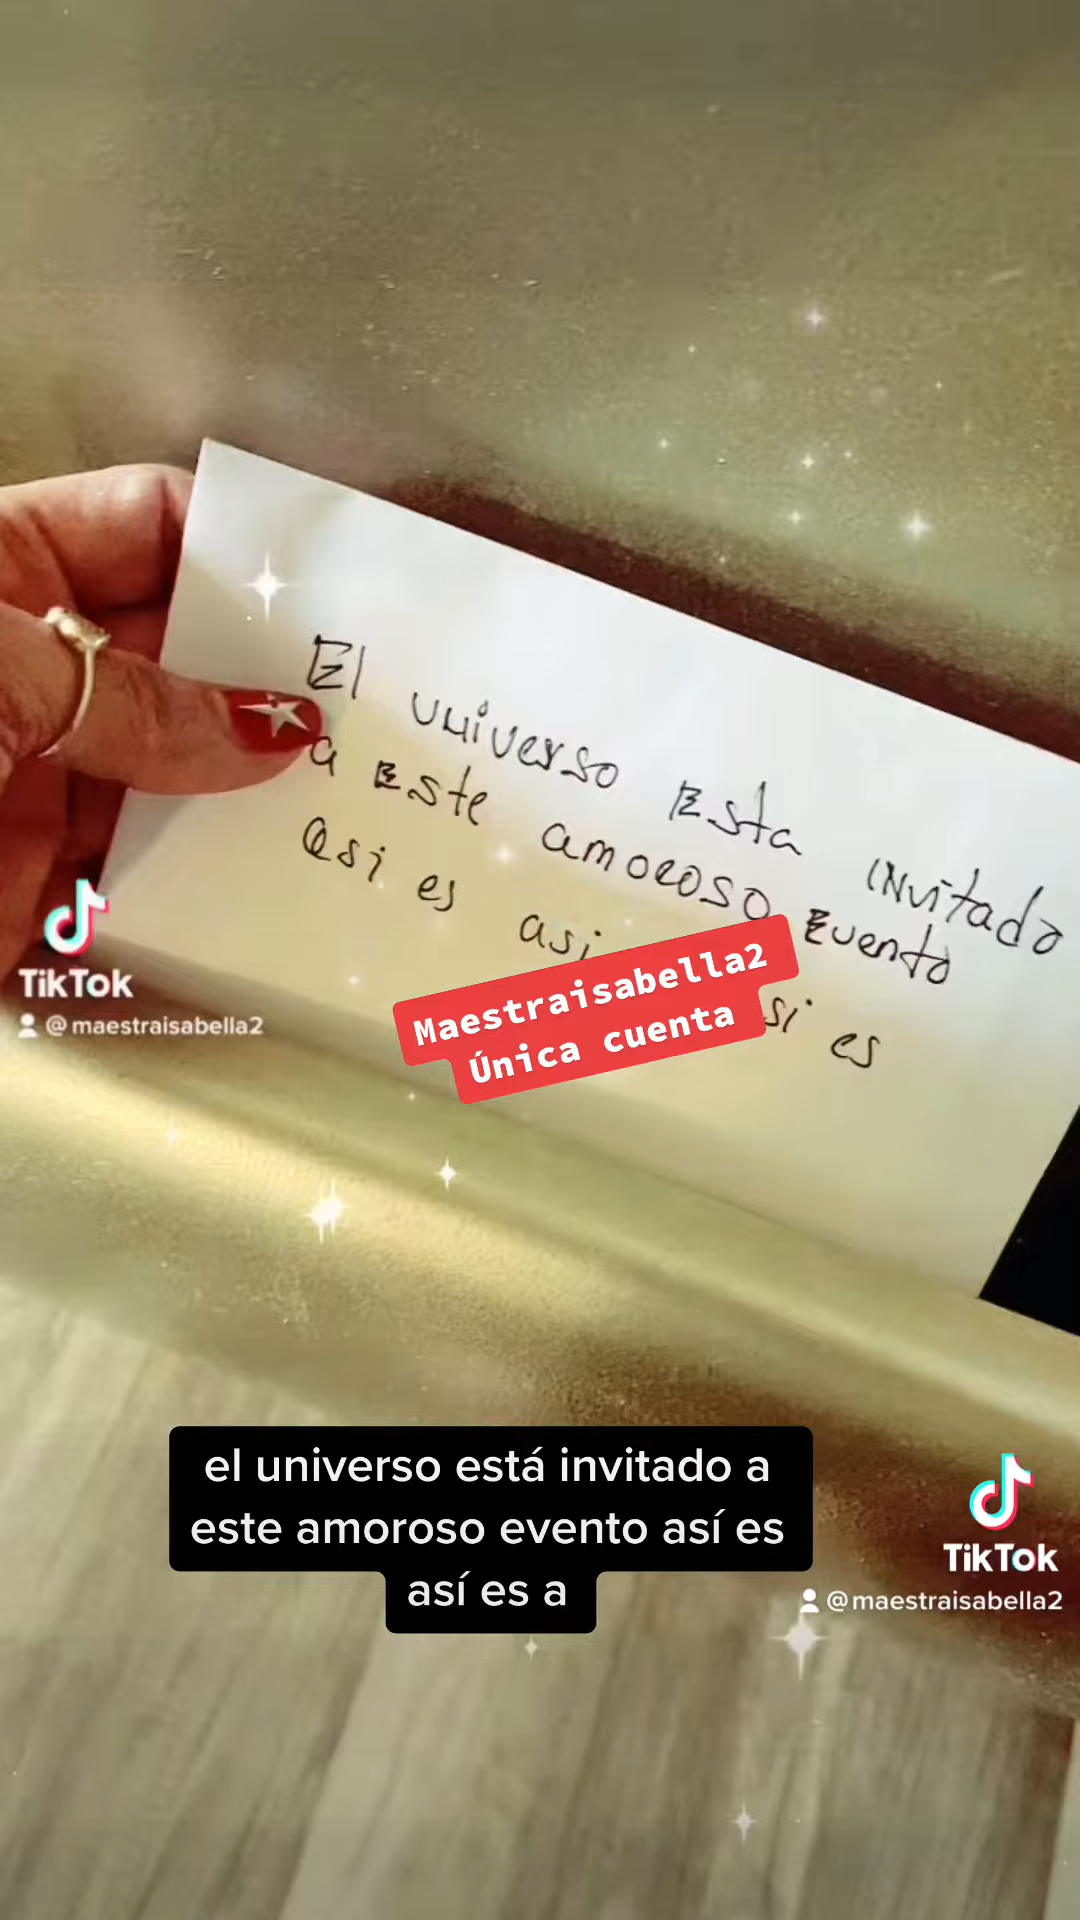 El universo Esta invitado
a Este amoroso Evento
asi es asi
si es
Maestraisabella2
Única cuenta
TikTok
@maestraisabella2
el universo está invitado a
este amoroso evento así es
así es a
TikTok
@maestraisabella2